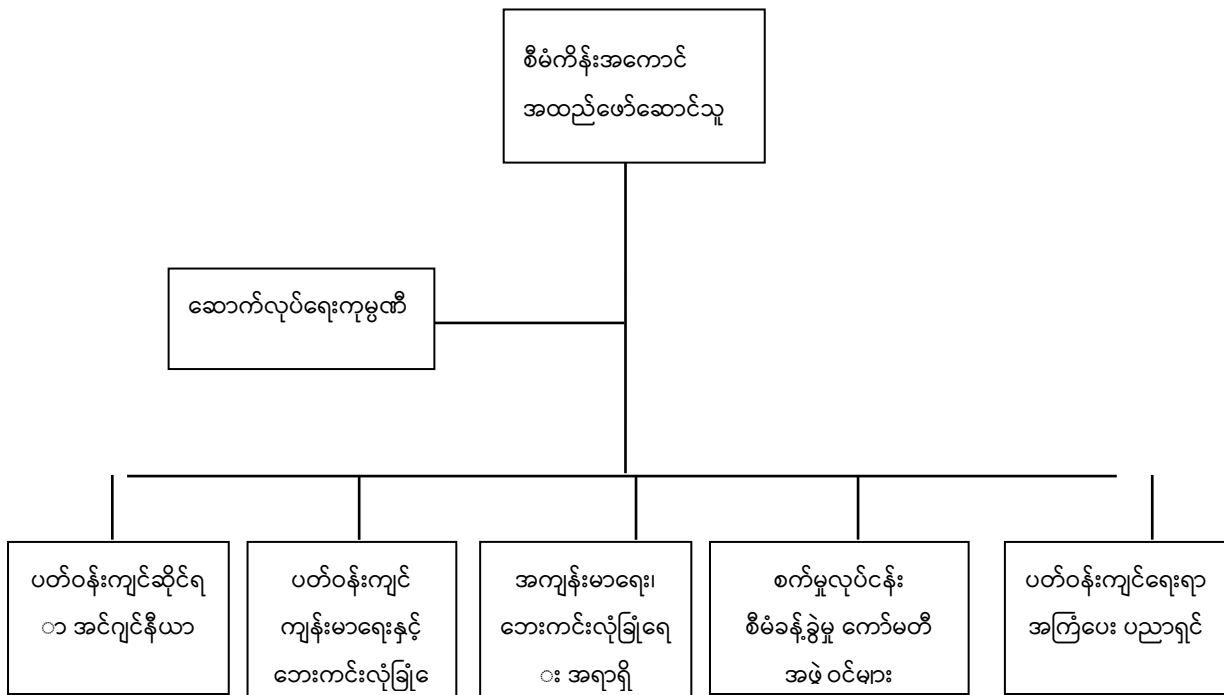 စီမံကိန်းအကောင်
အထည်ဖော်ဆောင်သူ
ဆောက်လုပ်ရေးကုမ္ပဏီ
ပတ်ဝန်းကျင်ဆိုင်ရ
ာ အင်ဂျင်နီယာ
ပတ်ဝန်းကျင်
ကျန်းမာရေးနှင့်
ဘေးကင်းလုံခြုံေ
အကျန်းမာရေး၊
ဘေးကင်းလုံခြုံရေ
း အရာရှိ
စက်မှုလုပ်ငန်း
စီမံခန့်ခွဲမှု ကော်မတီ
အဖွဲ့ဝင်များ
ပတ်ဝန်းကျင်ရေးရာ
အကြံပေး ပညာရှင်